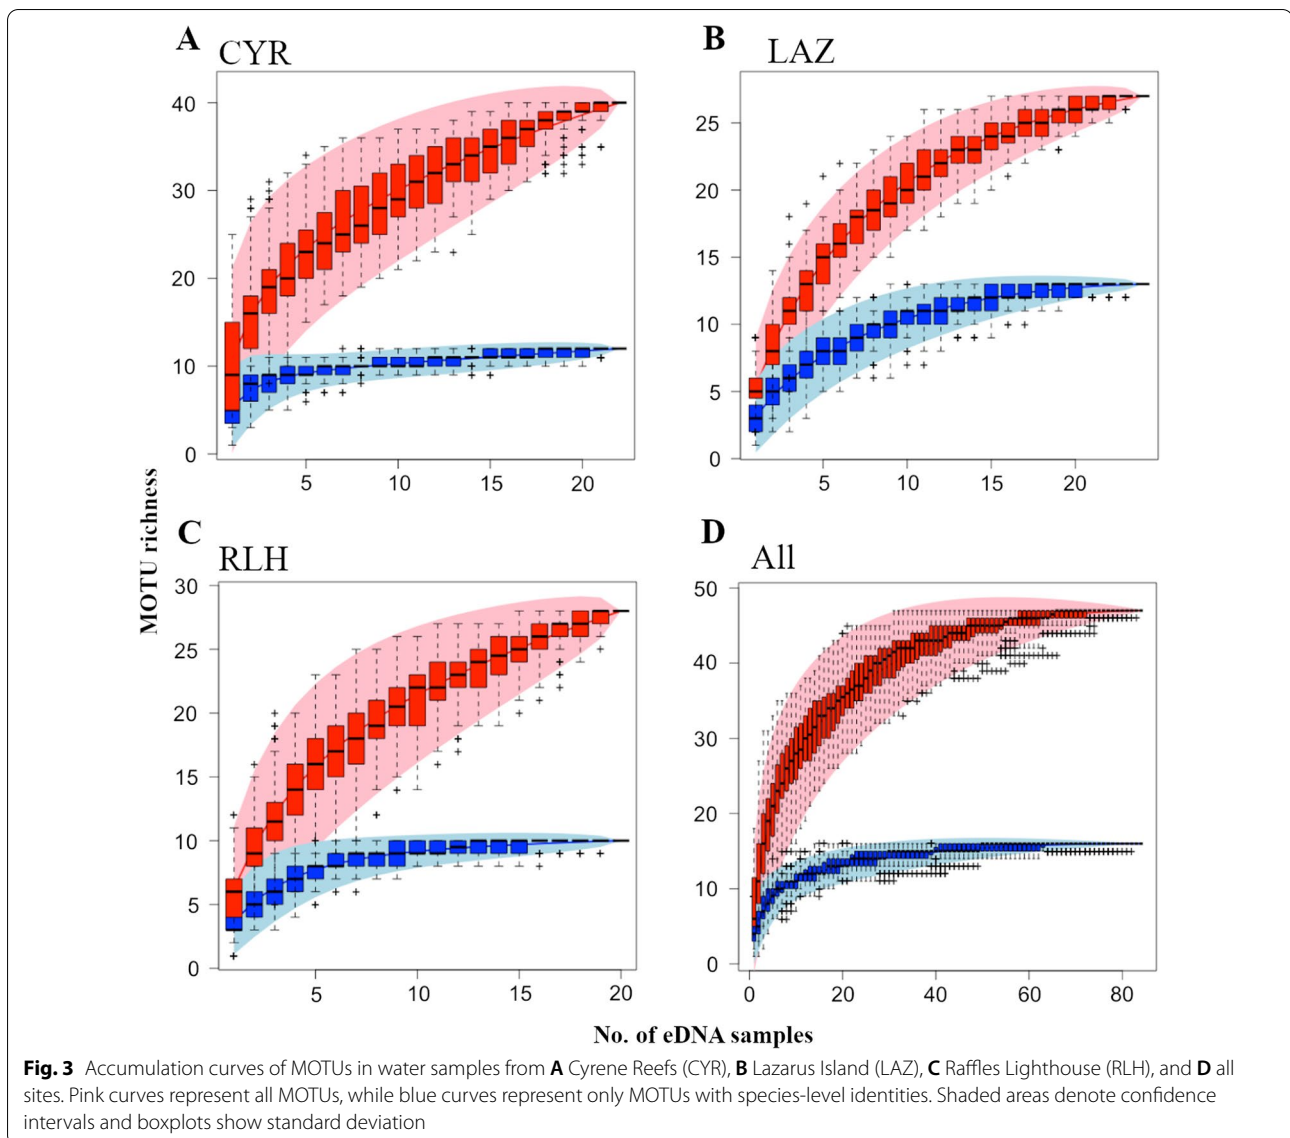 A CYR
40
30
20
10
0
5 10 15 20
B LAZ
25
20
15
10
5
0
5 10 15 20
MOTU richness
C RLH
30
25
20
15
10
5
0
5 10 15 20
D All
50
40
30
20
10
0
0 20 40 60 80
No. of eDNA samples
Fig. 3 Accumulation curves of MOTUs in water samples from A Cyrene Reefs (CYR), B Lazarus Island (LAZ), C Raffles Lighthouse (RLH), and D all
sites. Pink curves represent all MOTUs, while blue curves represent only MOTUs with species-level identities. Shaded areas denote confidence
intervals and boxplots show standard deviation